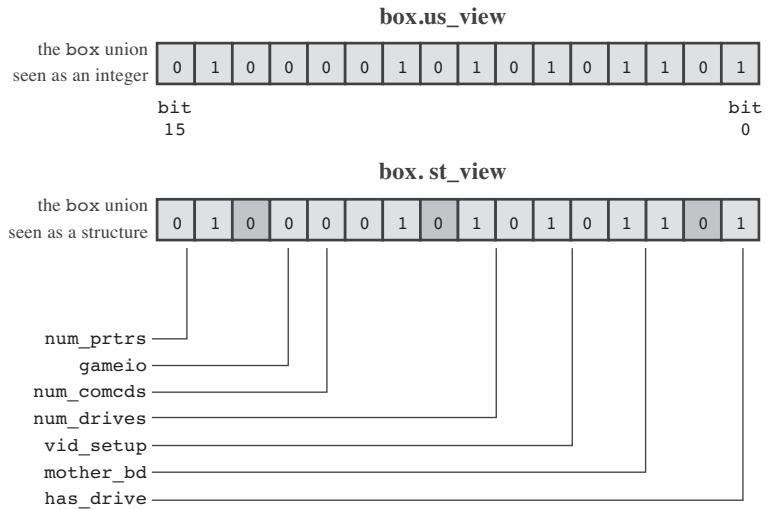 box.us_view
the box union
seen as an integer
0 1 0 0 0 0 1 0 1 0 1 0 1 1 0 1
bit
15
bit
0
box. st_view
the box union
seen as a structure
0 1 0 0 0 0 1 0 1 0 1 0 1 1 0 1
num_prtrs
gameio
num_comcds
num_drives
vid_setup
mother_bd
has_drive